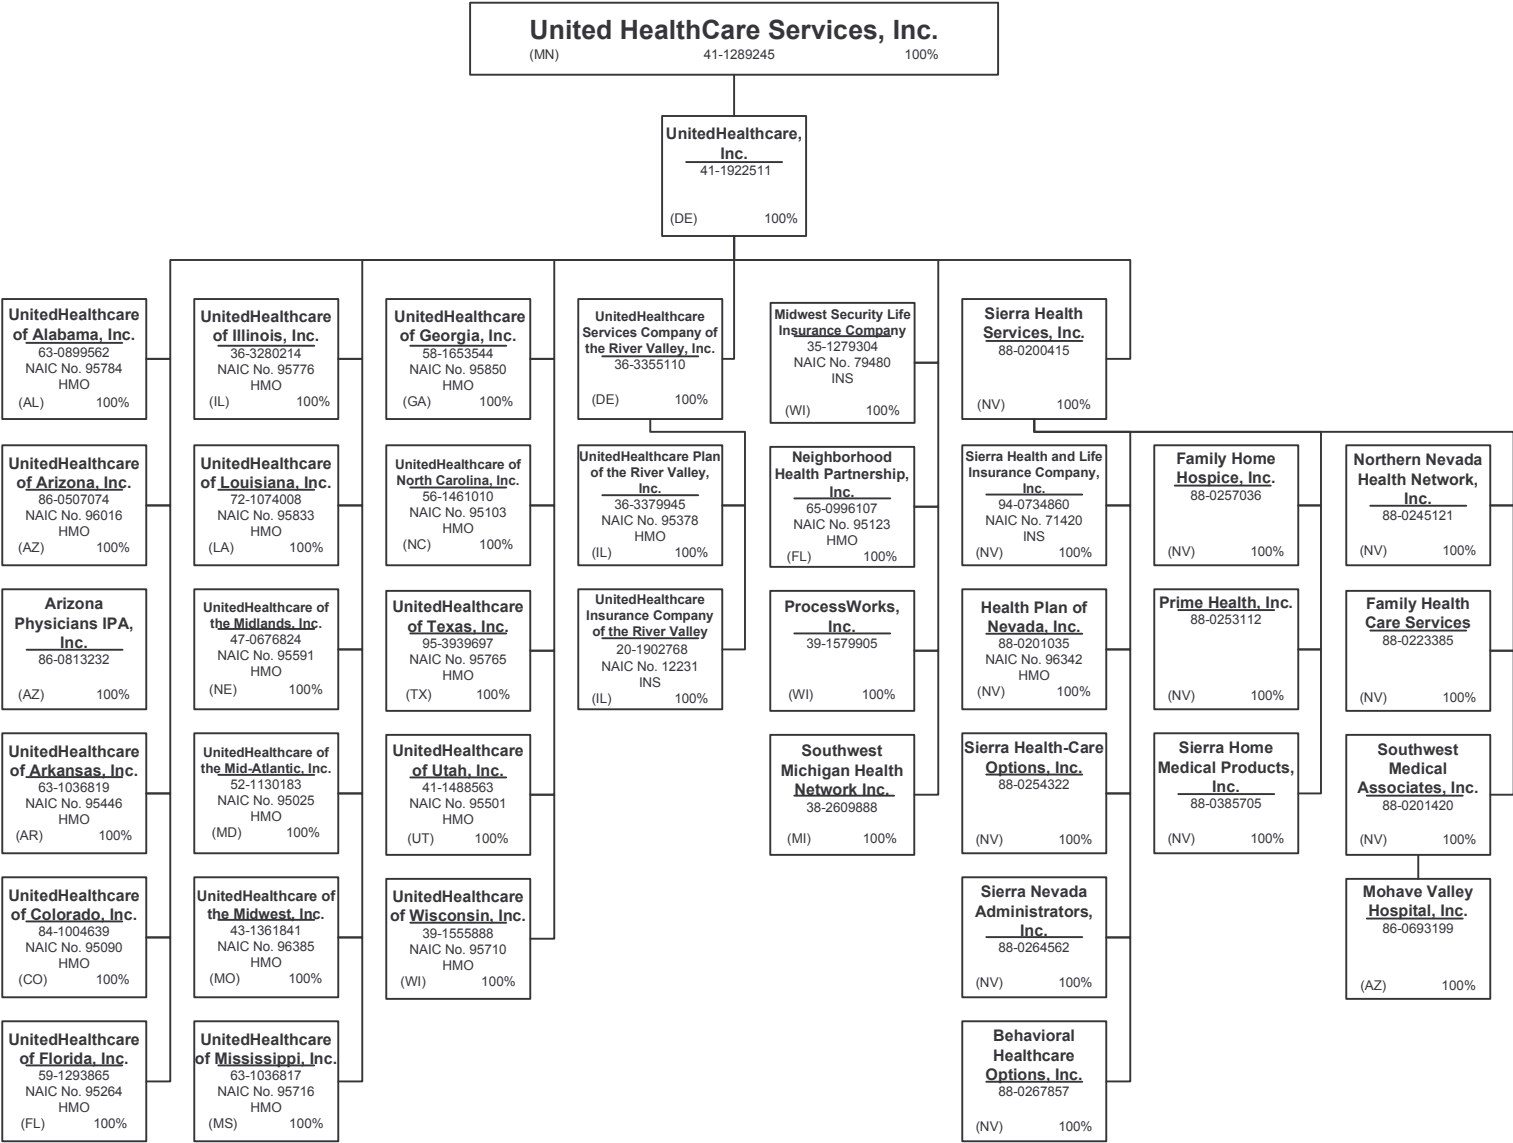 United HealthCare Services, Inc.
(MN) 41-1289245 100%
UnitedHealthcare,
Inc.
41-1922511
(DE) 100%
UnitedHealthcare
of Alabama, Inc.
63-0899562
NAIC No. 95784
HMO
(AL) 100%
UnitedHealthcare
of Illinois, Inc.
36-3280214
NAIC No. 95776
HMO
(IL) 100%
UnitedHealthcare
of Georgia, Inc.
58-1653544
NAIC No. 95850
HMO
(GA) 100%
UnitedHealthcare
Services Company of
the River Valley, Inc.
36-3355110
(DE) 100%
Midwest Security Life
Insurance Company
35-1279304
NAIC No. 79480
INS
(WI) 100%
Sierra Health
Services, Inc.
88-0200415
(NV) 100%
UnitedHealthcare
of Arizona, Inc.
86-0507074
NAIC No. 96016
HMO
(AZ) 100%
UnitedHealthcare
of Louisiana, Inc.
72-1074008
NAIC No. 95833
HMO
(LA) 100%
UnitedHealthcare of
North Carolina, Inc.
56-1461010
NAIC No. 95103
HMO
(NC) 100%
UnitedHealthcare Plan
of the River Valley,
Inc.
36-3379945
NAIC No. 95378
HMO
(IL) 100%
Neighborhood
Health Partnership,
Inc.
65-0996107
NAIC No. 95123
HMO
(FL) 100%
Sierra Health and Life
Insurance Company,
Inc.
94-0734860
NAIC No. 71420
INS
(NV) 100%
Family Home
Hospice, Inc.
88-0257036
(NV) 100%
Northern Nevada
Health Network,
Inc.
88-0245121
(NV) 100%
Arizona
Physicians IPA,
Inc.
86-0813232
(AZ) 100%
UnitedHealthcare of
the Midlands, Inc.
47-0676824
NAIC No. 95591
HMO
(NE) 100%
UnitedHealthcare
of Texas, Inc.
95-3939697
NAIC No. 95765
HMO
(TX) 100%
UnitedHealthcare
Insurance Company
of the River Valley
20-1902768
NAIC No. 12231
INS
(IL) 100%
ProcessWorks,
Inc.
39-1579905
(WI) 100%
Health Plan of
Nevada, Inc.
88-0201035
NAIC No. 96342
HMO
(NV) 100%
Prime Health, Inc.
88-0253112
(NV) 100%
Family Health
Care Services
88-0223385
(NV) 100%
UnitedHealthcare
of Arkansas, Inc.
63-1036819
NAIC No. 95446
HMO
(AR) 100%
UnitedHealthcare of
the Mid-Atlantic, Inc.
52-1130183
NAIC No. 95025
HMO
(MD) 100%
UnitedHealthcare
of Utah, Inc.
41-1488563
NAIC No. 95501
HMO
(UT) 100%
Southwest
Michigan Health
Network Inc.
38-2609888
(MI) 100%
Sierra Health-Care
Options, Inc.
88-0254322
(NV) 100%
Sierra Home
Medical Products,
Inc.
88-0385705
(NV) 100%
Southwest
Medical
Associates, Inc.
88-0201420
(NV) 100%
UnitedHealthcare
of Colorado, Inc.
84-1004639
NAIC No. 95090
HMO
(CO) 100%
UnitedHealthcare of
the Midwest, Inc.
43-1361841
NAIC No. 96385
HMO
(MO) 100%
UnitedHealthcare
of Wisconsin, Inc.
39-1555888
NAIC No. 95710
HMO
(WI) 100%
Sierra Nevada
Administrators,
Inc.
88-0264562
(NV) 100%
Mohave Valley
Hospital, Inc.
86-0693199
(AZ) 100%
UnitedHealthcare
of Florida, Inc.
59-1293865
NAIC No. 95264
HMO
(FL) 100%
UnitedHealthcare
of Mississippi, Inc.
63-1036817
NAIC No. 95716
HMO
(MS) 100%
Behavioral
Healthcare
Options, Inc.
88-0267857
(NV) 100%